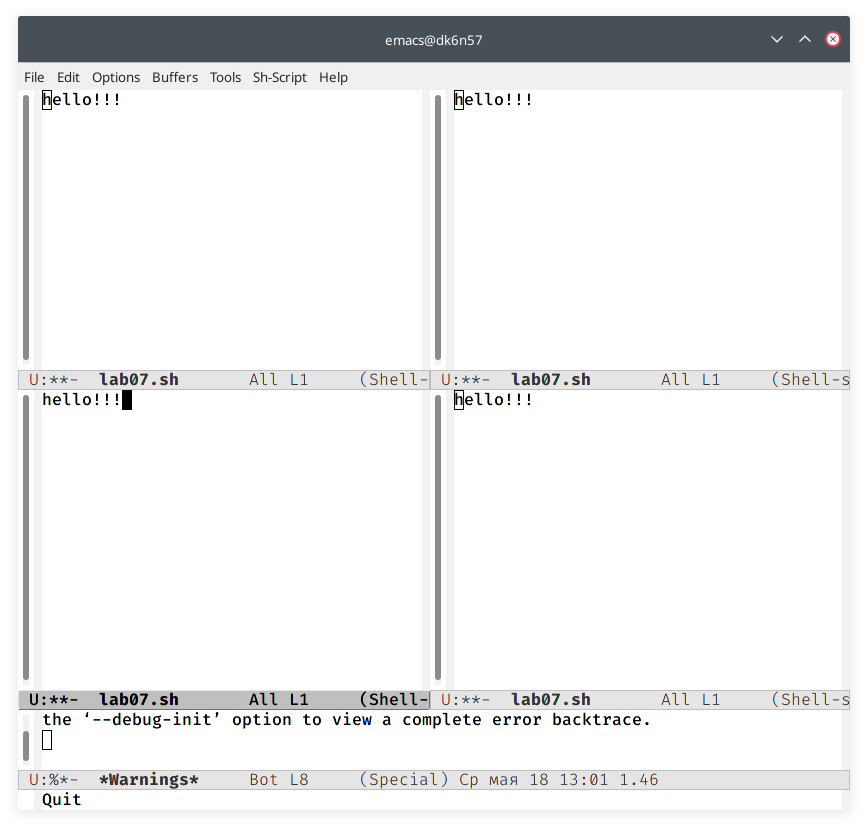 emacs@dk6n57
File Edit Options Buffers Tools Sh-Script Help
hello!!!
hello!!!
U:**- lab07.sh All L1 (Shell-
U:**- lab07.sh All L1 (Shell-s
hello!!!
hello!!!
U:**- lab07.sh All L1 (Shell-
U:**- lab07.sh All L1 (Shell-s
the ‘--debug-init’ option to view a complete error backtrace.
U:%*- *Warnings* Bot L8 (Special) Ср мая 18 13:01 1.46
Quit